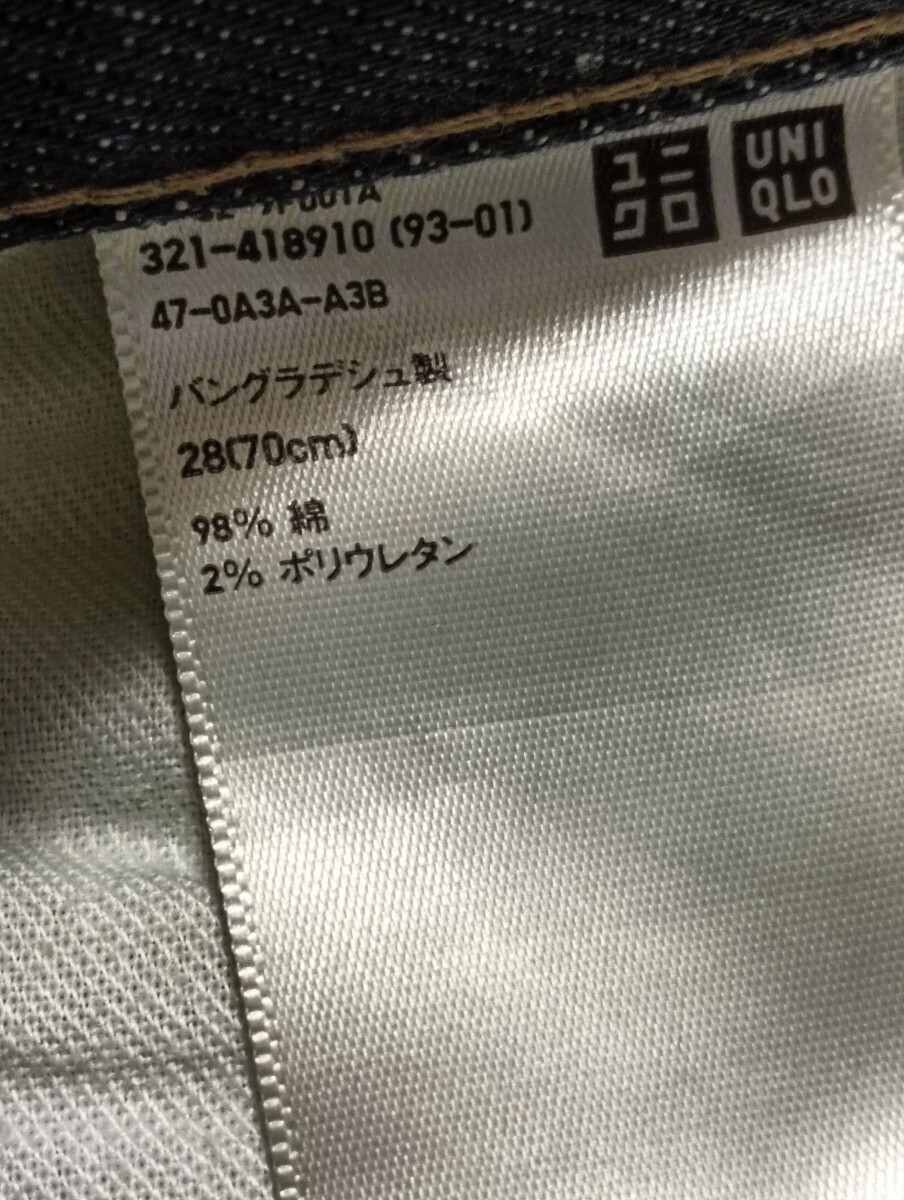 321-418910 (93-01)
47-0A3A-A3B
バングラデシュ製
28(70cm)
98% 綿
2% ポリウレタン
ユニ
クロ
UNI
QLO